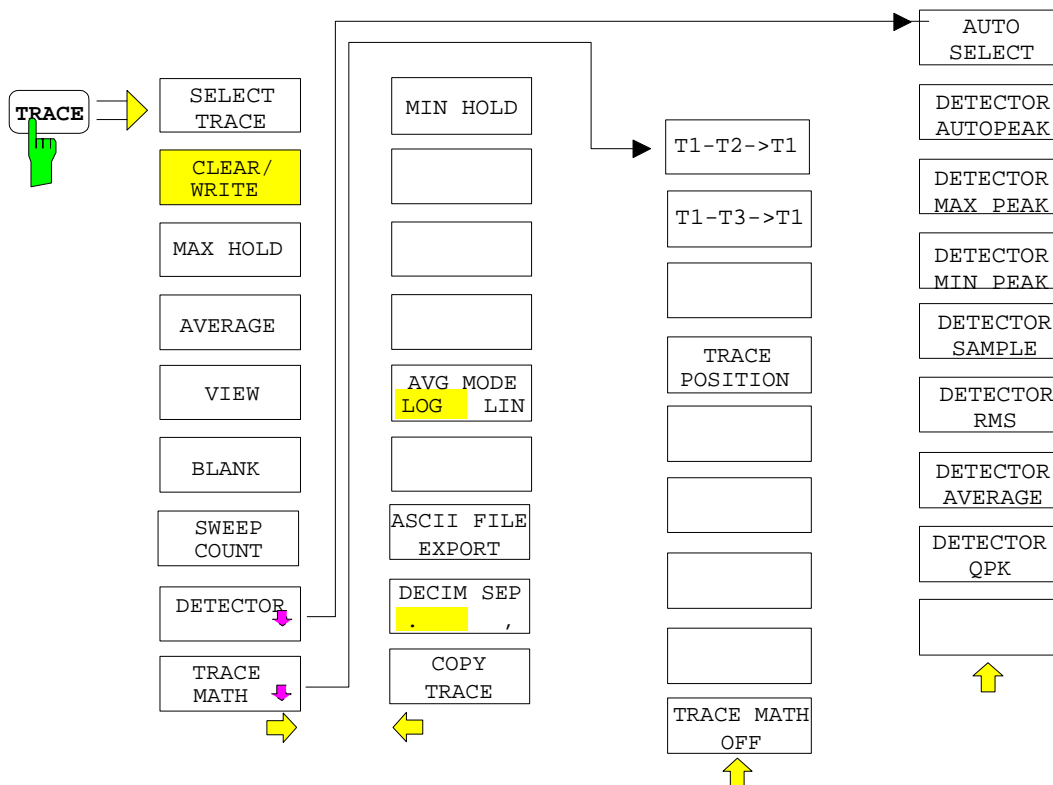 TRACE
SELECT
TRACE
CLEAR/
WRITE
MAX HOLD
AVERAGE
VIEW
BLANK
SWEEP
COUNT
DETECTOR
TRACE
MATH
MIN HOLD
AVG MODE
LOG LIN
ASCII FILE
EXPORT
DECIM SEP
. ,
COPY
TRACE
T1-T2->T1
T1-T3->T1
TRACE
POSITION
TRACE MATH
OFF
AUTO
SELECT
DETECTOR
AUTOPEAK
DETECTOR
MAX PEAK
DETECTOR
MIN PEAK
DETECTOR
SAMPLE
DETECTOR
RMS
DETECTOR
AVERAGE
DETECTOR
QPK